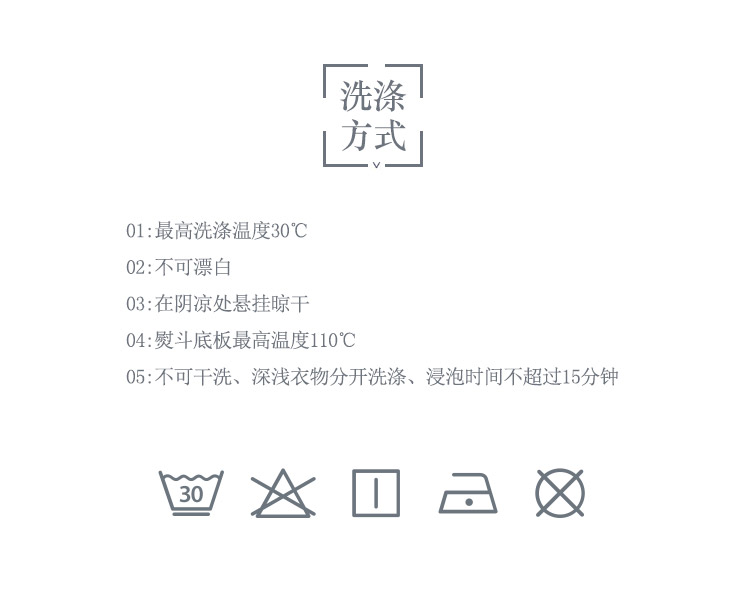 洗涤
方式
01:最高洗涤温度30℃
02:不可漂白
03:在阴凉处悬挂晾干
04:熨斗底板最高温度110℃
05:不可干洗、深浅衣物分开洗涤、浸泡时间不超过15分钟
30